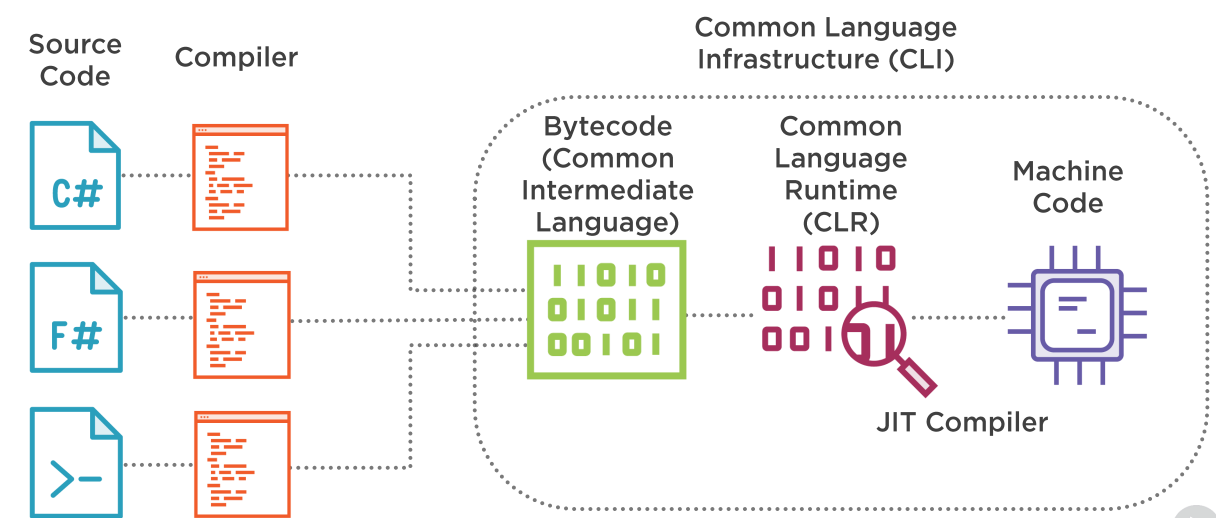 Source
Code
Compiler
Common Language
Infrastructure (CLI)
C#
F#
>-
Bytecode
(Common
Intermediate
Language)
11010
01011
00101
Common
Language
Runtime
(CLR)
11010
01011
001
JIT Compiler
Machine
Code